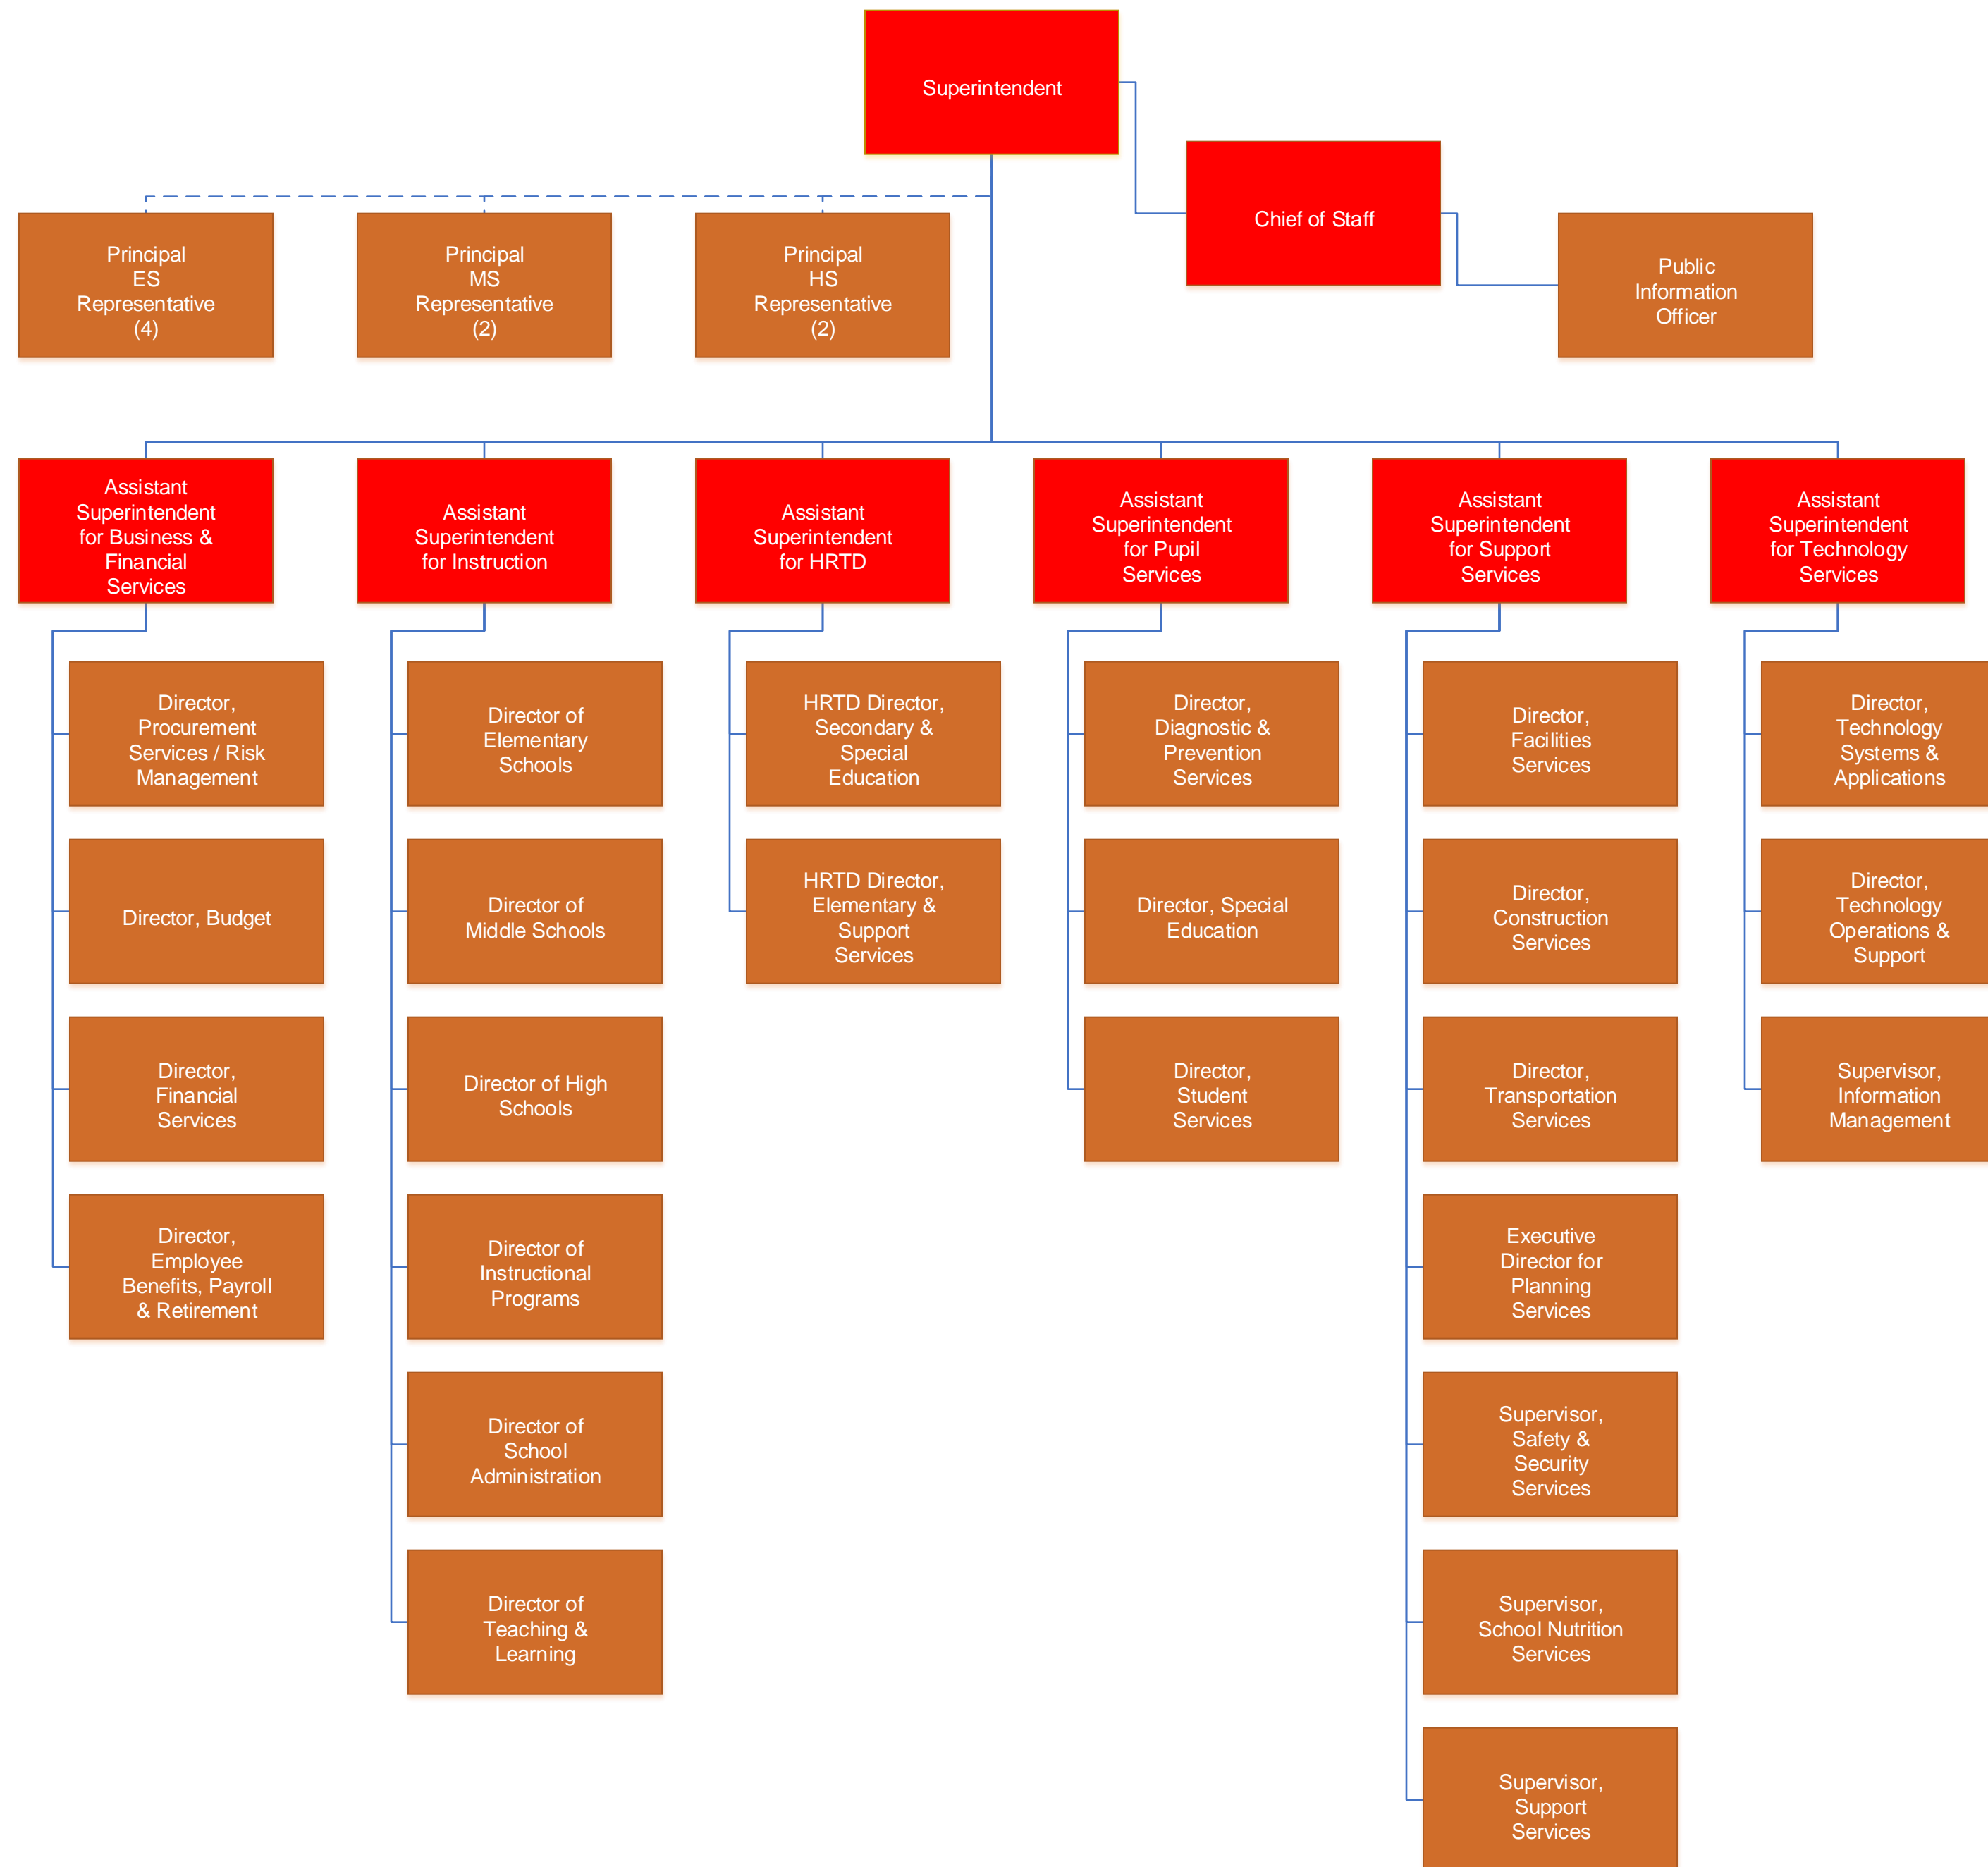 Superintendent
Chief of Staff
Principal
ES
Representative
(4)
Principal
MS
Representative
(2)
Principal
HS
Representative
(2)
Public
Information
Officer
Assistant
Superintendent
for Business &
Financial
Services
Assistant
Superintendent
for Instruction
Assistant
Superintendent
for HRTD
Assistant
Superintendent
for Pupil
Services
Assistant
Superintendent
for Support
Services
Assistant
Superintendent
for Technology
Services
Director,
Procurement
Services / Risk
Management
Director of
Elementary
Schools
HRTD Director,
Secondary &
Special
Education
Director,
Diagnostic &
Prevention
Services
Director,
Facilities
Services
Director,
Technology
Systems &
Applications
Director, Budget
Director of
Middle Schools
HRTD Director,
Elementary &
Support
Services
Director, Special
Education
Director,
Construction
Services
Director,
Technology
Operations &
Support
Director,
Financial
Services
Director of High
Schools
Director,
Student
Services
Director,
Transportation
Services
Supervisor,
Information
Management
Director,
Employee
Benefits, Payroll
& Retirement
Director of
Instructional
Programs
Executive
Director for
Planning
Services
Director of
School
Administration
Supervisor,
Safety &
Security
Services
Director of
Teaching &
Learning
Supervisor,
School Nutrition
Services
Supervisor,
Support
Services